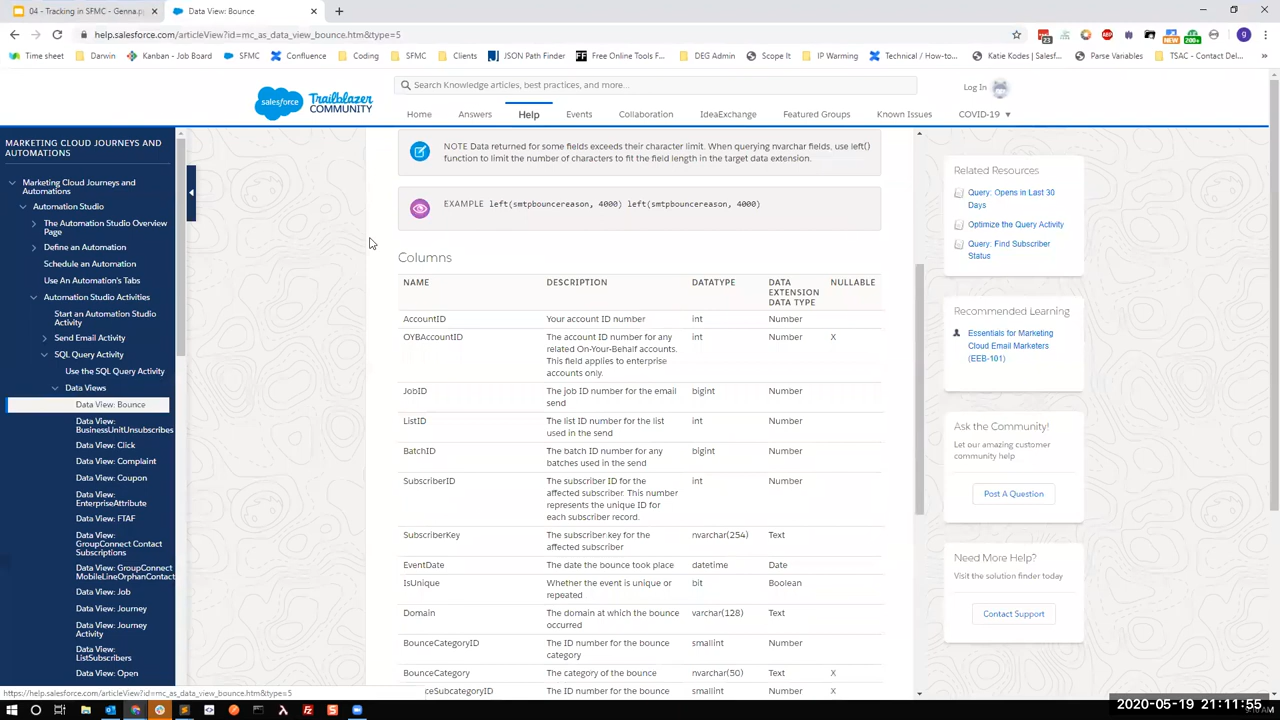 04 - Tracking in SFMC - Genna.p
Data View: Bounce
help.salesforce.com/articleView?id=mc_as_data_view_bounce.htm&type=5
Time sheet
Darwin
Kanban - Job Board
SFMC
Confluence
Coding
SFMC
JSON Path Finder
Free Online Tools F...
DEG Admin
Scope It
IP Warming
Technical / How-to...
Katie Kodes | Salesf...
Parse Variables
TSAC - Contact Del...
Trailblazer
COMMUNITY
Search Knowledge articles, best practices, and more...
Log In
Home
Answers
Help
Events
Collaboration
IdeaExchange
Featured Groups
Known Issues
COVID-19
MARKETING CLOUD JOURNEYS AND
AUTOMATIONS
Marketing Cloud Journeys and
Automations
Automation Studio
The Automation Studio Overview
Page
Define an Automation
Schedule an Automation
Use An Automation's Tabs
Automation Studio Activities
Start an Automation Studio
Activity
Send Email Activity
SQL Query Activity
Use the SQL Query Activity
Data Views
Data View: Bounce
Data View:
BusinessUnitUnsubscribes
Data View: Click
Data View: Complaint
Data View: Coupon
Data View:
EnterpriseAttribute
Data View: FTAF
Data View:
GroupConnect Contact
Subscriptions
Data View: GroupConnect
MobileLineOrphanContact
Data View: Job
Data View: Journey
Data View: Journey
Activity
Data View:
ListSubscribers
Data View: Open
NOTE Data returned for some fields exceeds their character limit. When querying nvarchar fields, use left()
function to limit the number of characters to fit the field length in the target data extension.
EXAMPLE left(smtpbouncereason, 4000) left(smtpbouncereason, 4000)
Columns
NAME DESCRIPTION DATATYPE DATA EXTENSION DATA TYPE NULLABLE
AccountID Your account ID number int Number
OYBAccountID The account ID number for any int Number X
related On-Your-Behalf accounts.
This field applies to enterprise
accounts only.
JobID The job ID number for the email bigint Number
send
ListID The list ID number for the list int Number
used in the send
BatchID The batch ID number for any bigint Number
batches used in the send
SubscriberID The subscriber ID for the int Number
affected subscriber. This number
represents the unique ID for
each subscriber record.
SubscriberKey The subscriber key for the nvarchar(254) Text
affected subscriber
EventDate The date the bounce took place datetime Date
IsUnique Whether the event is unique or bit Boolean
repeated
Domain The domain at which the bounce varchar(128) Text
occurred
BounceCategoryID The ID number for the bounce smallint Number
category
BounceCategory The category of the bounce nvarchar(50) Text X
ceSubcategoryID The ID number for the bounce smallint Number X
Related Resources
Query: Opens in Last 30
Days
Optimize the Query Activity
Query: Find Subscriber
Status
Recommended Learning
Essentials for Marketing
Cloud Email Marketers
(EEB-101)
Ask the Community!
Let our amazing customer
community help
Post A Question
Need More Help?
Visit the solution finder today
Contact Support
https://help.salesforce.com/articleView?id=mc_as_data_view_bounce.htm&type=5
2020-05-19 21:11:55